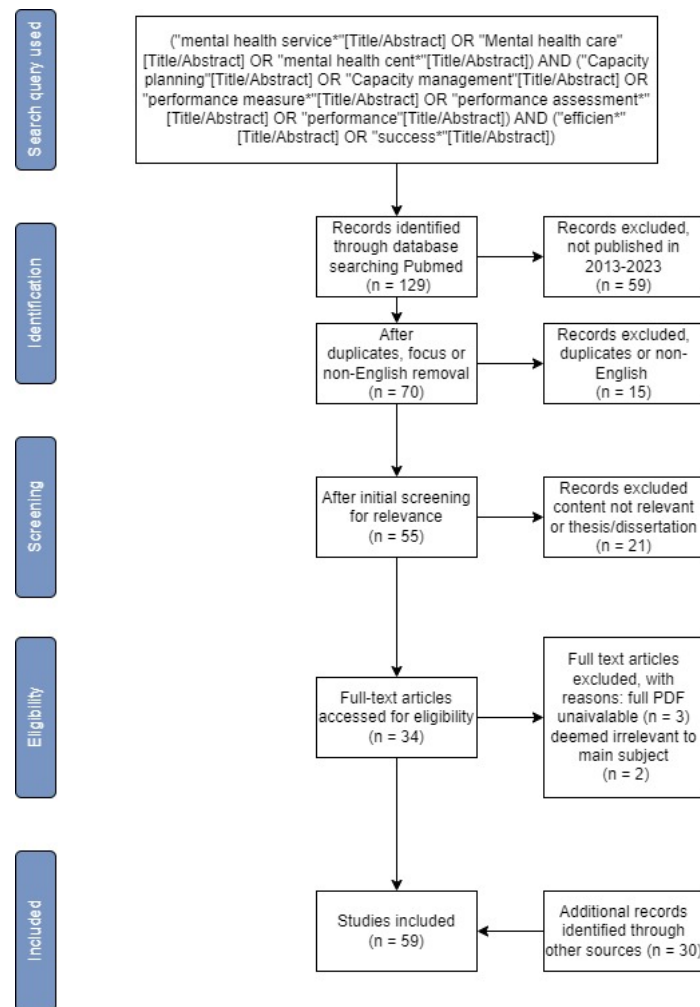 Search query used
("mental health service*"[Title/Abstract] OR "Mental health care"
[Title/Abstract] OR "mental health cent*"[Title/Abstract]) AND ("Capacity
planning"[Title/Abstract] OR "Capacity management"[Title/Abstract] OR
"performance measure*"[Title/Abstract] OR "performance assessment*"
[Title/Abstract] OR "performance"[Title/Abstract]) AND ("efficien*"
[Title/Abstract] OR "success*"[Title/Abstract])
Identification
Records identified
through database
searching Pubmed
(n = 129)
Records excluded,
not published in
2013-2023
(n = 59)
After
duplicates, focus or
non-English removal
(n = 70)
Records excluded,
duplicates or non-
English
(n = 15)
Screening
After initial screening
for relevance
(n = 55)
Records excluded
content not relevant
or thesis/dissertation
(n = 21)
Eligibility
Full-text articles
accessed for eligibility
(n = 34)
Full text articles
excluded, with
reasons: full PDF
unaivalable (n = 3)
deemed irrelevant to
main subject
(n = 2)
Included
Studies included
(n = 59)
Additional records
identified through
other sources (n = 30)